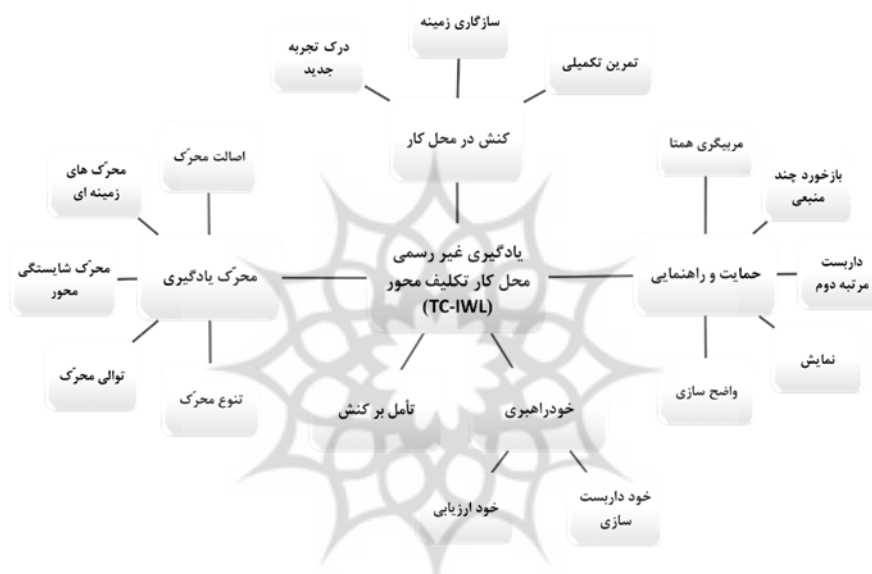 سازگاری زمینه
درک تجربه
جدید
تمرین تکمیلی
کنش در محل کار
مربیگری همتا
بازخورد چند
منبعی
داربست
مرتبه دوم
حمایت و راهنمایی
نمایش
واضح سازی
اصالت محرّک
محرّک های
زمینه ای
محرّک شایستگی
محور
محرّک یادگیری
توالی محرّک
تنوع محرّک
یادگیری غیر رسمی
محل کار تکلیف محور
(TC-IWL)
تأمل بر کنش
خودراهبری
خود ارزیابی
خود داربست
سازی